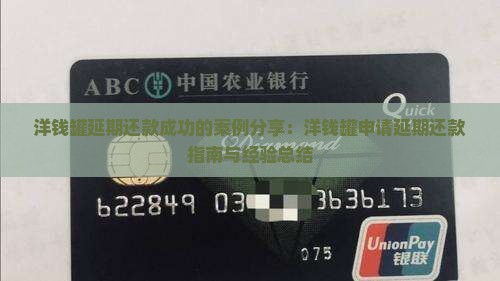 ABC 中国农业银行
Quick
洋钱罐延期还款成功的案例分享：洋钱罐申请延期还款
指南与经验总结
Diamond
622849 03 3636173
075
UnionPay
银联